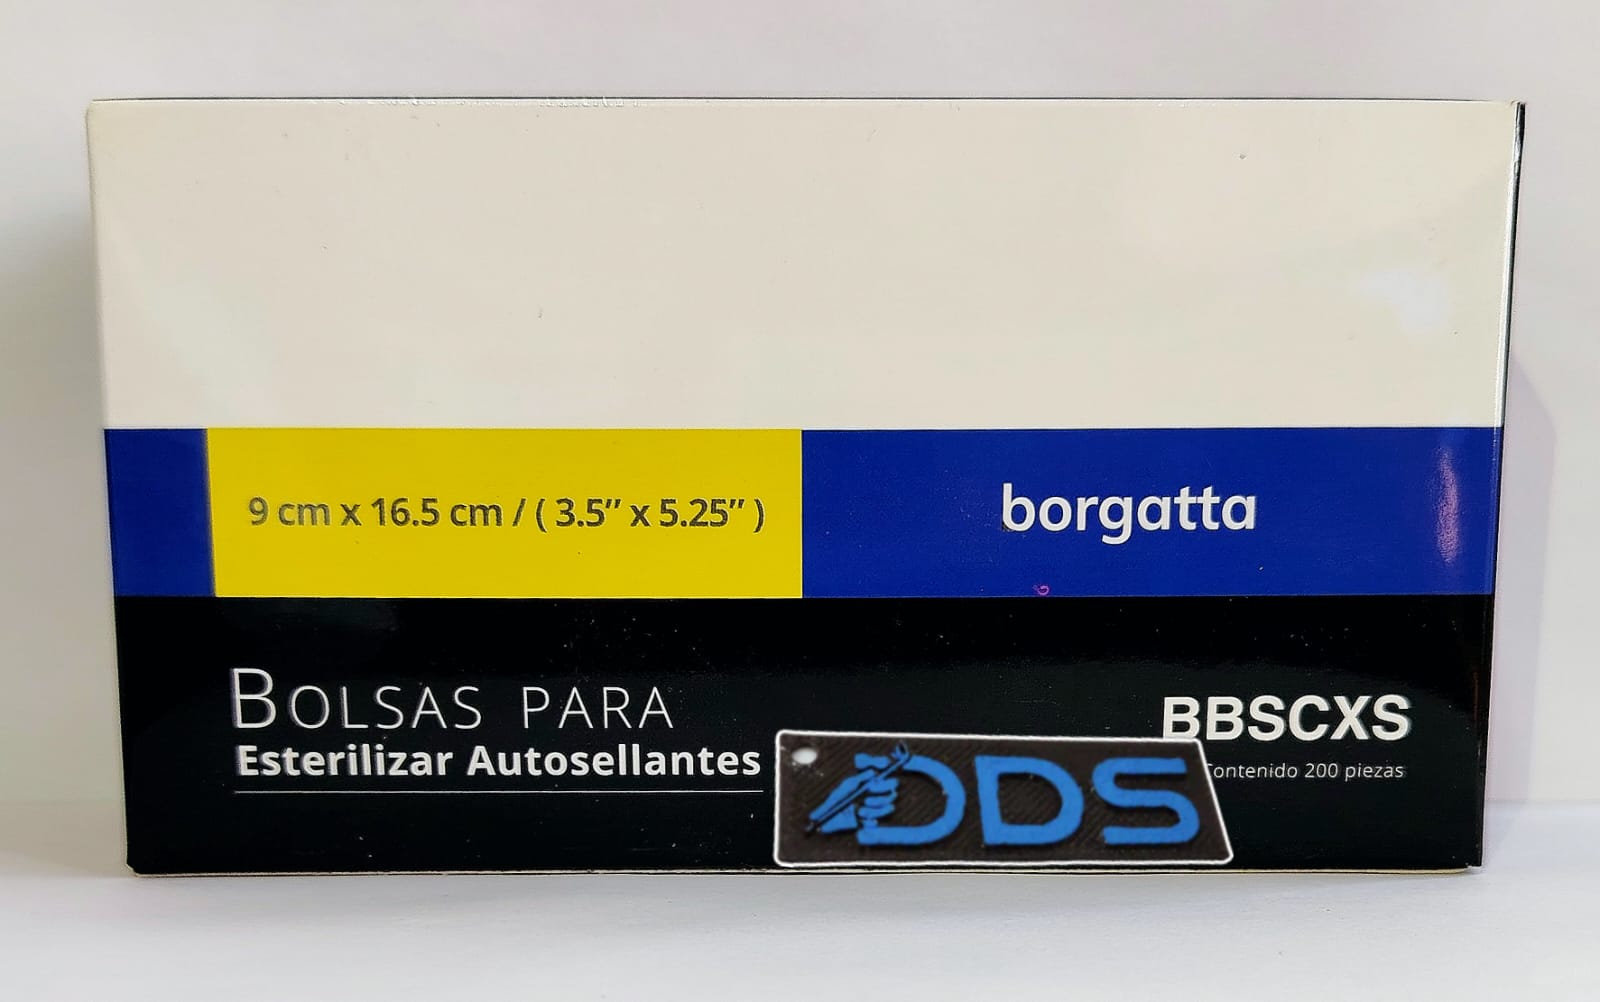 9 cm x 16.5 cm / ( 3.5” x 5.25” )
borgatta
BOLSAS PARA
Esterilizar Autosellantes
BBSCXS
Contenido 200 piezas
DDS